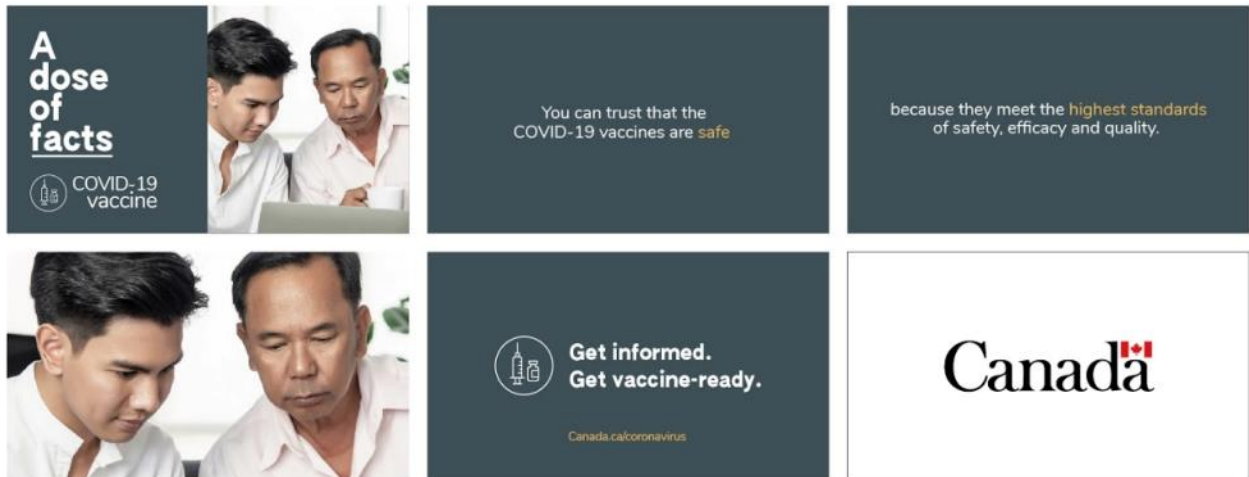 A
dose
of
facts
COVID-19
vaccine
You can trust that the
COVID-19 vaccines are safe
because they meet the highest standards
of safety, efficacy and quality.
Get informed.
Get vaccine-ready.
Canada.ca/coronavirus
Canada